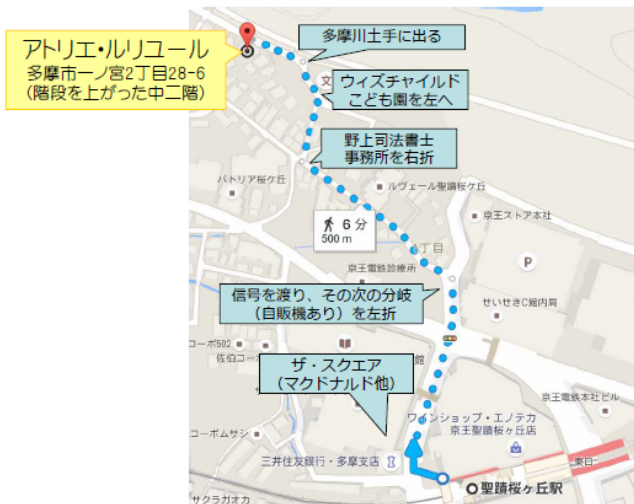 アトリエ・ルリユール
多摩市一ノ宮2丁目28-6
(階段を上がった中二階)
多摩川土手に出る
文
ウィズチャイルド
こども園を左へ
野上司法書士
事務所を右折
パトリア桜ケ丘
ルヴェール聖蹟桜ケ丘
京王ストア本社
6 分
500 m
丁目
京王電鉄診療所
P
信号を渡り、その次の分岐
(自販機あり)を左折
せいせきC館内局
コーポ502
佐伯コーポ
館
ザ・スクエア
(マクドナルド他)
京王電鉄本社ビル
ワインショップ・エノテカ
京王聖蹟桜ヶ丘店
コーポムサシ
三井住友銀行・多摩支店
東口
聖蹟桜ヶ丘駅
サクラガオカ